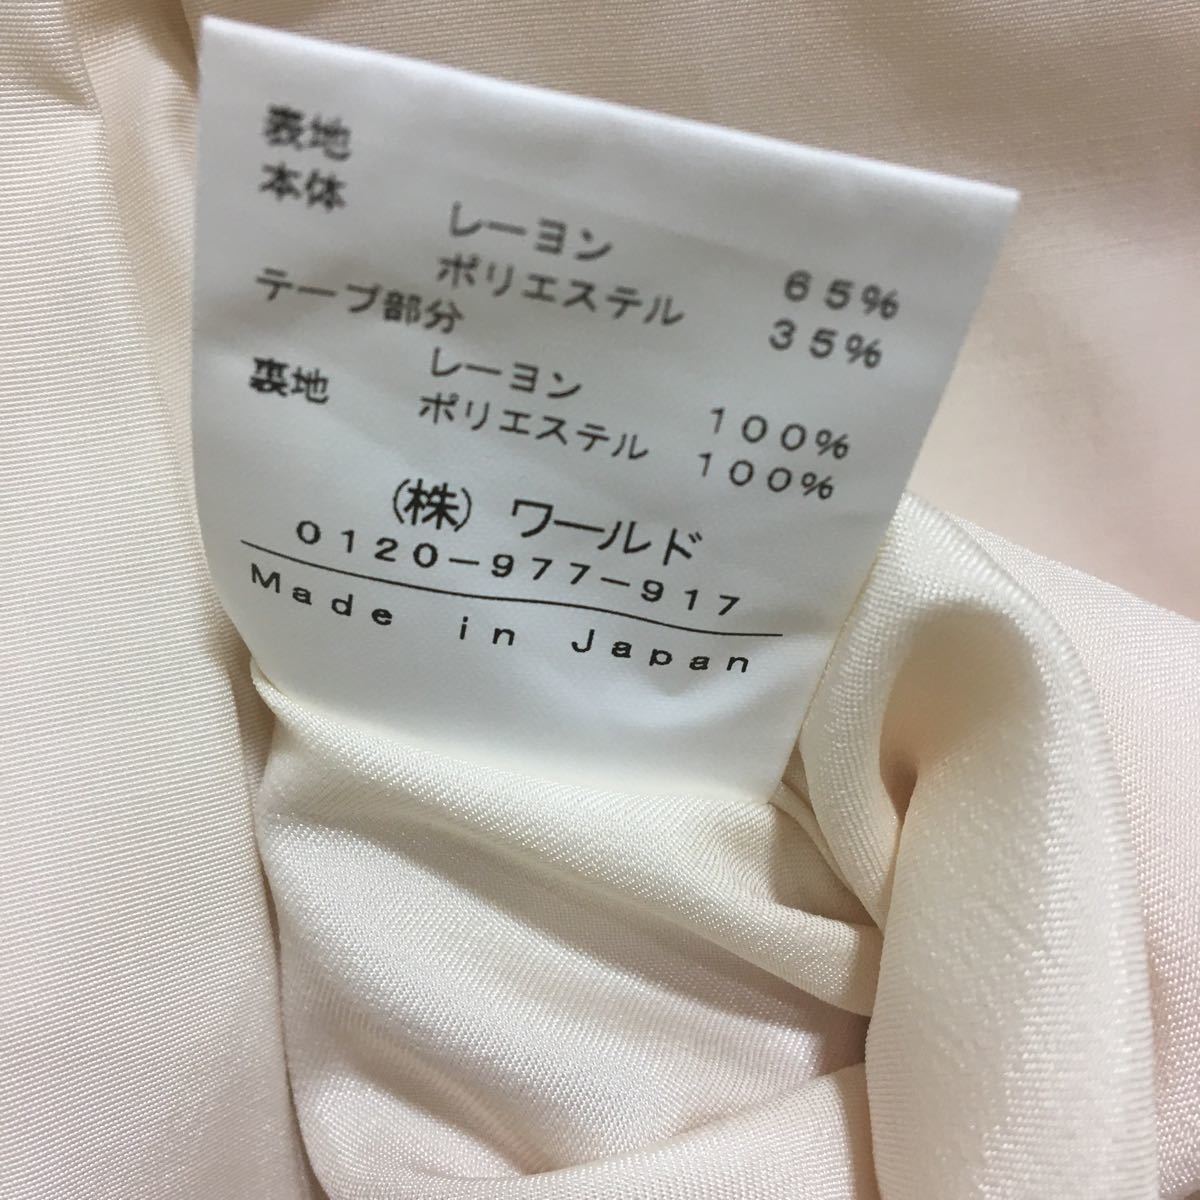 表地
本体
レーヨン 65%
ポリエステル 35%
テープ部分
レーヨン 100%
裏地 ポリエステル 100%
(株) ワールド
0120-977-917
Made in Japan